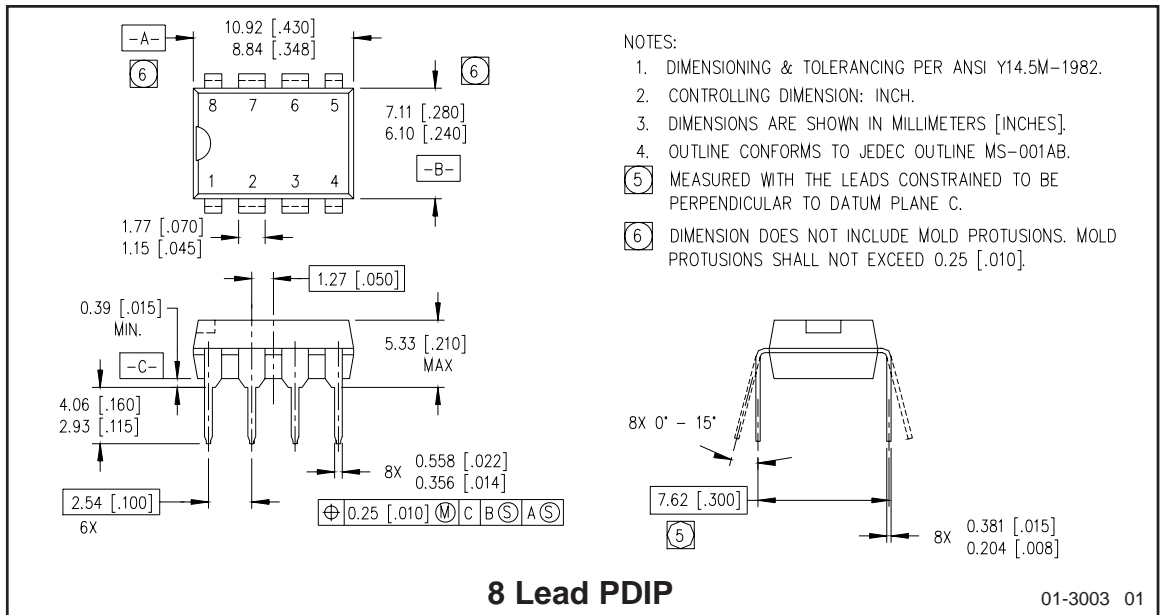 -A-
10.92 [.430]
8.84 [.348]
6
6
8 7 6 5
7.11 [.280]
6.10 [.240]
-B-
1 2 3 4
1.77 [.070]
1.15 [.045]
1.27 [.050]
0.39 [.015]
MIN.
5.33 [.210]
MAX
-C-
4.06 [.160]
2.93 [.115]
8X 0.558 [.022]
0.356 [.014]
2.54 [.100]
6X
⌖ 0.25 [.010] Ⓜ C B Ⓢ A Ⓢ
NOTES:
1. DIMENSIONING & TOLERANCING PER ANSI Y14.5M-1982.
2. CONTROLLING DIMENSION: INCH.
3. DIMENSIONS ARE SHOWN IN MILLIMETERS [INCHES].
4. OUTLINE CONFORMS TO JEDEC OUTLINE MS-001AB.
5 MEASURED WITH THE LEADS CONSTRAINED TO BE
PERPENDICULAR TO DATUM PLANE C.
6 DIMENSION DOES NOT INCLUDE MOLD PROTUSIONS. MOLD
PROTUSIONS SHALL NOT EXCEED 0.25 [.010].
8X 0° - 15°
7.62 [.300]
5
8X 0.381 [.015]
0.204 [.008]
8 Lead PDIP
01-3003 01